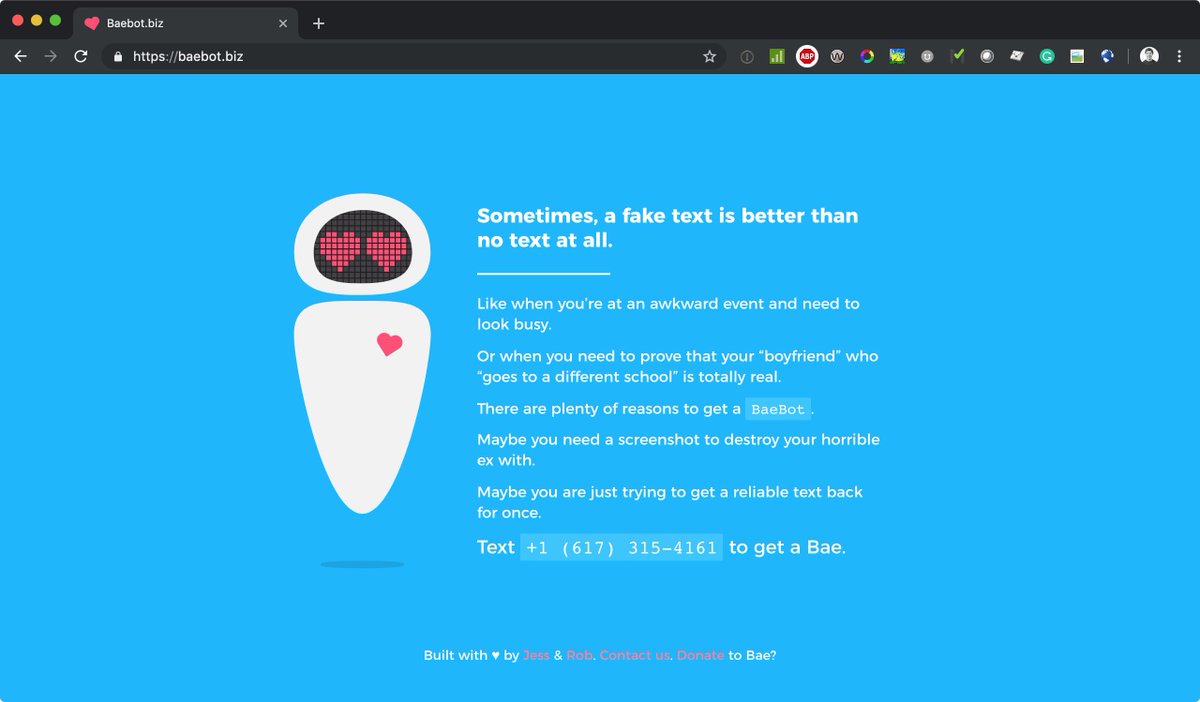 Baebot.biz
https://baebot.biz
ABP
Sometimes, a fake text is better than
no text at all.
Like when you’re at an awkward event and need to
look busy.
Or when you need to prove that your “boyfriend” who
“goes to a different school” is totally real.
There are plenty of reasons to get a BaeBot.
Maybe you need a screenshot to destroy your horrible
ex with.
Maybe you are just trying to get a reliable text back
for once.
Text +1 (617) 315-4161 to get a Bae.
Built with ♥ by Jess & Rob. Contact us. Donate to Bae?